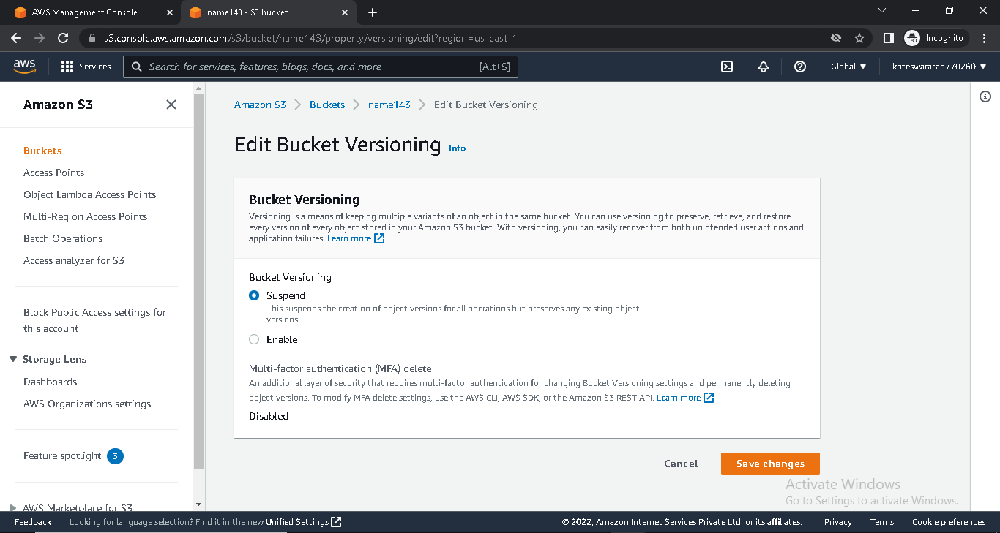 AWS Management Console
name143 - S3 bucket
s3.console.aws.amazon.com/s3/bucket/name143/property/versioning/edit?region=us-east-1
Incognito
aws
Services
Search for services, features, blogs, docs, and more
[Alt+S]
Global
koteswararao770260
Amazon S3
Buckets
Access Points
Object Lambda Access Points
Multi-Region Access Points
Batch Operations
Access analyzer for S3
Block Public Access settings for
this account
Storage Lens
Dashboards
AWS Organizations settings
Feature spotlight 3
AWS Marketplace for S3
Amazon S3 > Buckets > name143 > Edit Bucket Versioning
Edit Bucket Versioning Info
Bucket Versioning
Versioning is a means of keeping multiple variants of an object in the same bucket. You can use versioning to preserve, retrieve, and restore
every version of every object stored in your Amazon S3 bucket. With versioning, you can easily recover from both unintended user actions and
application failures. Learn more
Bucket Versioning
Suspend
This suspends the creation of object versions for all operations but preserves any existing object
versions.
Enable
Multi-factor authentication (MFA) delete
An additional layer of security that requires multi-factor authentication for changing Bucket Versioning settings and permanently deleting
object versions. To modify MFA delete settings, use the AWS CLI, AWS SDK, or the Amazon S3 REST API. Learn more
Disabled
Cancel
Save changes
Activate Windows
Go to Settings to activate Windows.
Feedback
Looking for language selection? Find it in the new Unified Settings
© 2022, Amazon Internet Services Private Ltd. or its affiliates.
Privacy
Terms
Cookie preferences